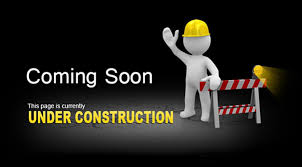 Coming Soon
This page is currently
UNDER CONSTRUCTION